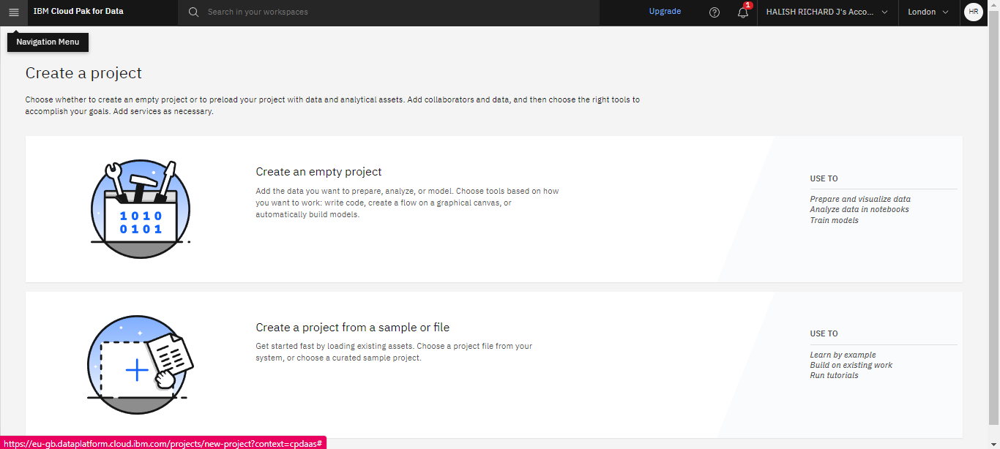 IBM Cloud Pak for Data
Search in your workspaces
Upgrade
1
HALISH RICHARD J's Acco...
London
HR
Navigation Menu
Create a project
Choose whether to create an empty project or to preload your project with data and analytical assets. Add collaborators and data, and then choose the right tools to
accomplish your goals. Add services as necessary.
1010
0101
Create an empty project
Add the data you want to prepare, analyze, or model. Choose tools based on how
you want to work: write code, create a flow on a graphical canvas, or
automatically build models.
USE TO
Prepare and visualize data
Analyze data in notebooks
Train models
Create a project from a sample or file
Get started fast by loading existing assets. Choose a project file from your
system, or choose a curated sample project.
USE TO
Learn by example
Build on existing work
Run tutorials
https://eu-gb.dataplatform.cloud.ibm.com/projects/new-project?context=cpdaas#